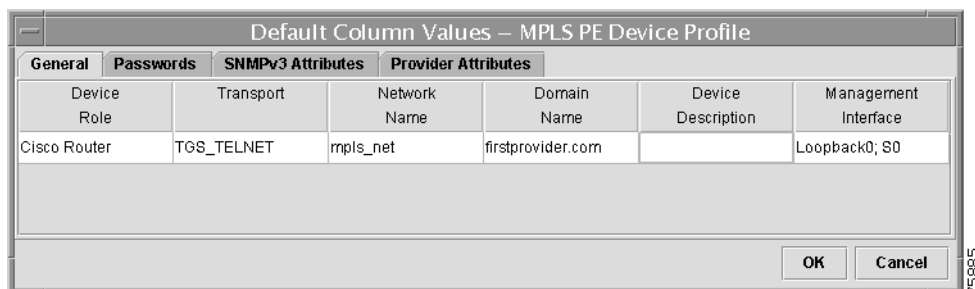 Default Column Values – MPLS PE Device Profile
General Passwords SNMPv3 Attributes Provider Attributes
Device Role Transport Network Name Domain Name Device Description Management Interface
Cisco Router TGS_TELNET mpls_net firstprovider.com Loopback0; S0
OK Cancel
75885